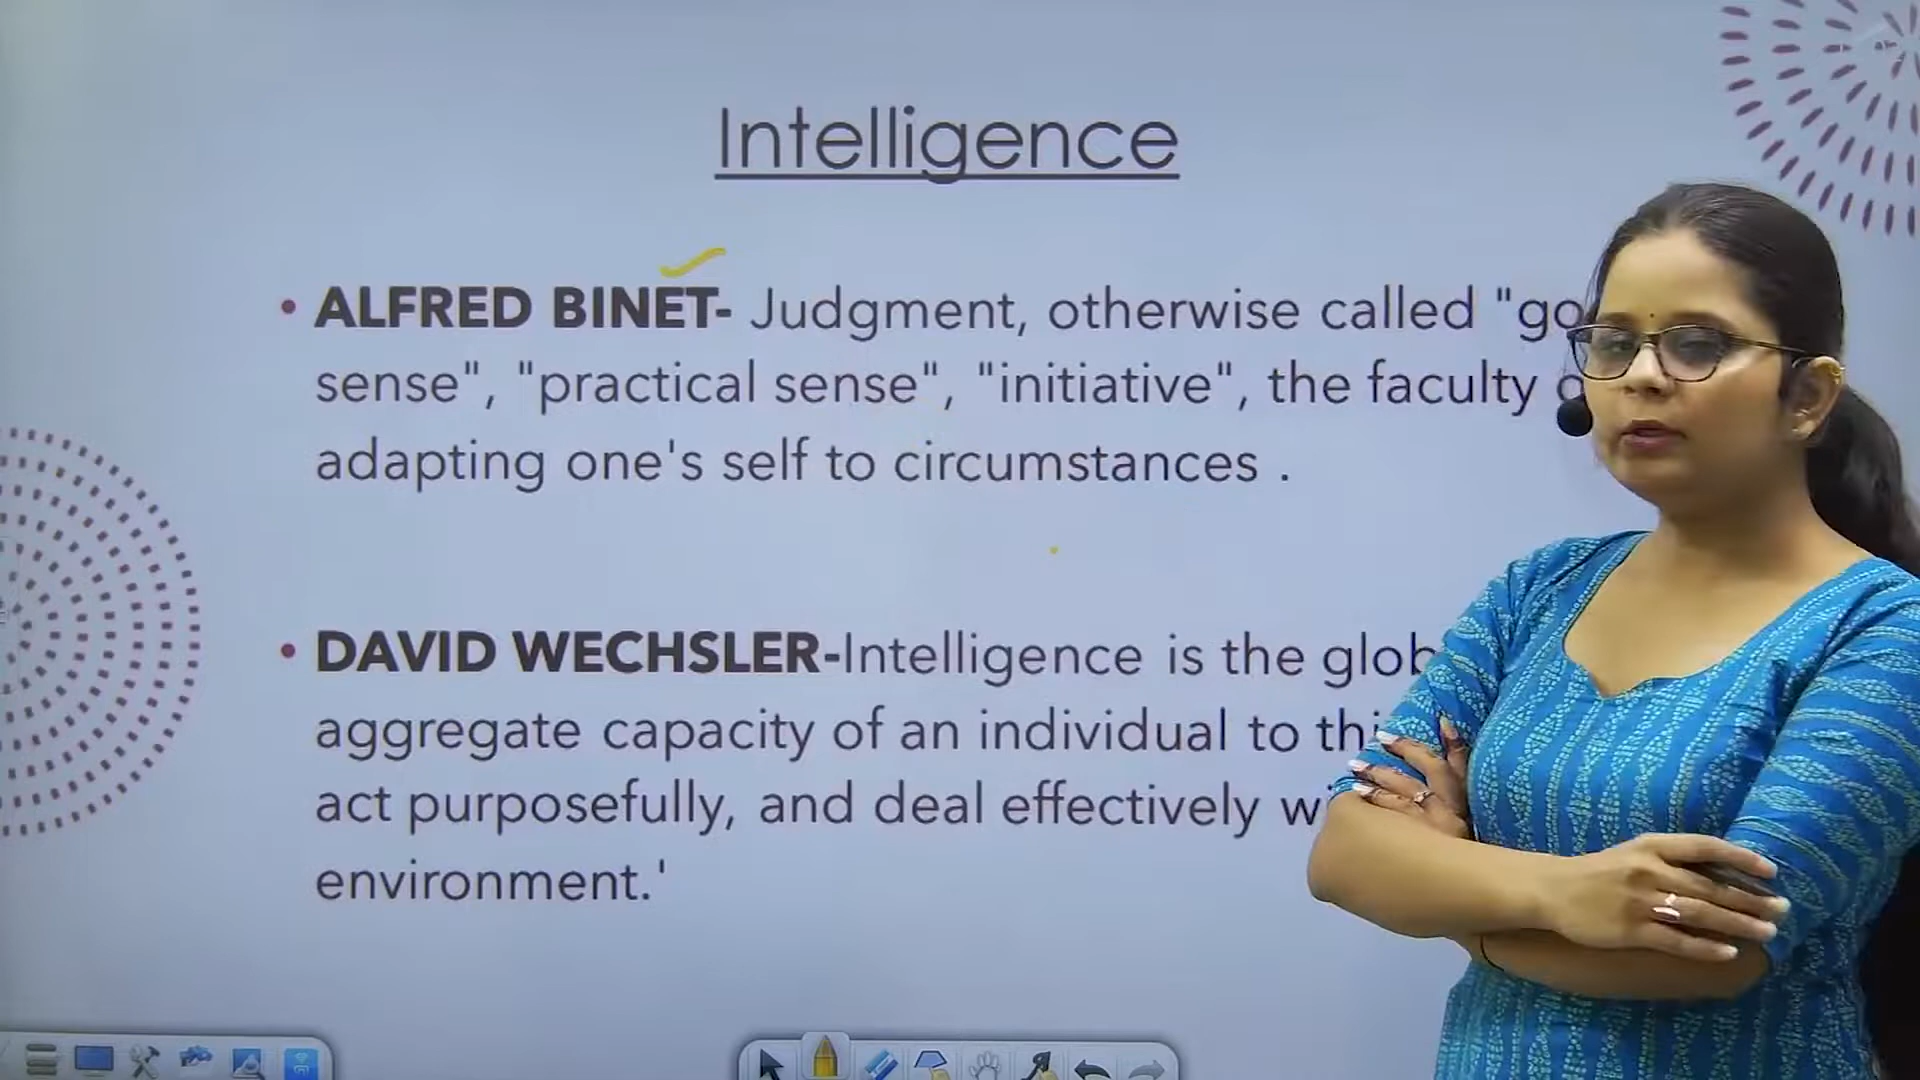 Intelligence
• ALFRED BINET- Judgment, otherwise called "go
sense", "practical sense", "initiative", the faculty
adapting one's self to circumstances .
• DAVID WECHSLER-Intelligence is the glob
aggregate capacity of an individual to thi
act purposefully, and deal effectively wi
environment.'